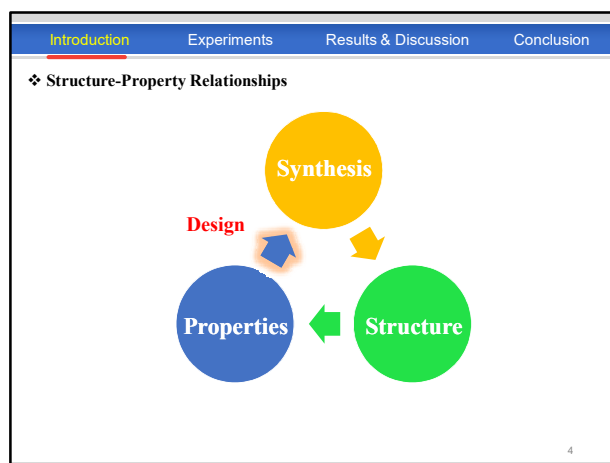 Introduction Experiments Results & Discussion Conclusion
❖ Structure-Property Relationships
Synthesis
Design
Properties
Structure
4